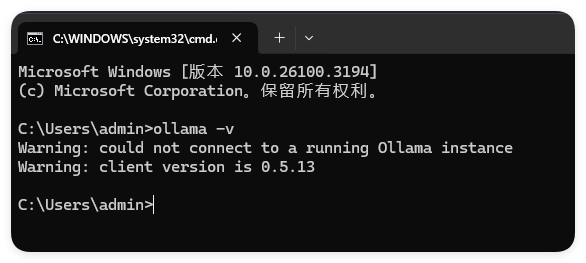 C:\WINDOWS\system32\cmd.
Microsoft Windows [版本 10.0.26100.3194]
(c) Microsoft Corporation。保留所有权利。
C:\Users\admin>ollama -v
Warning: could not connect to a running Ollama instance
Warning: client version is 0.5.13
C:\Users\admin>